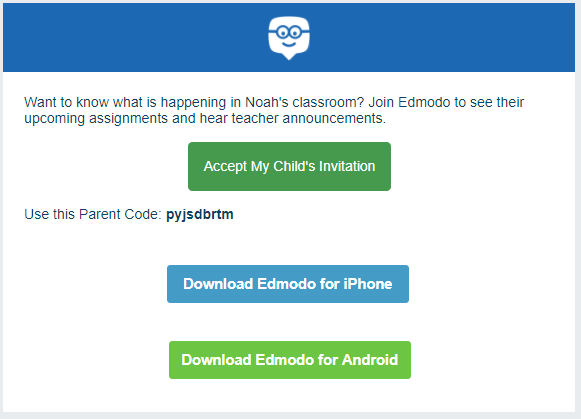 Want to know what is happening in Noah's classroom? Join Edmodo to see their
upcoming assignments and hear teacher announcements.
Accept My Child's Invitation
Use this Parent Code: pyjsdbrtm
Download Edmodo for iPhone
Download Edmodo for Android